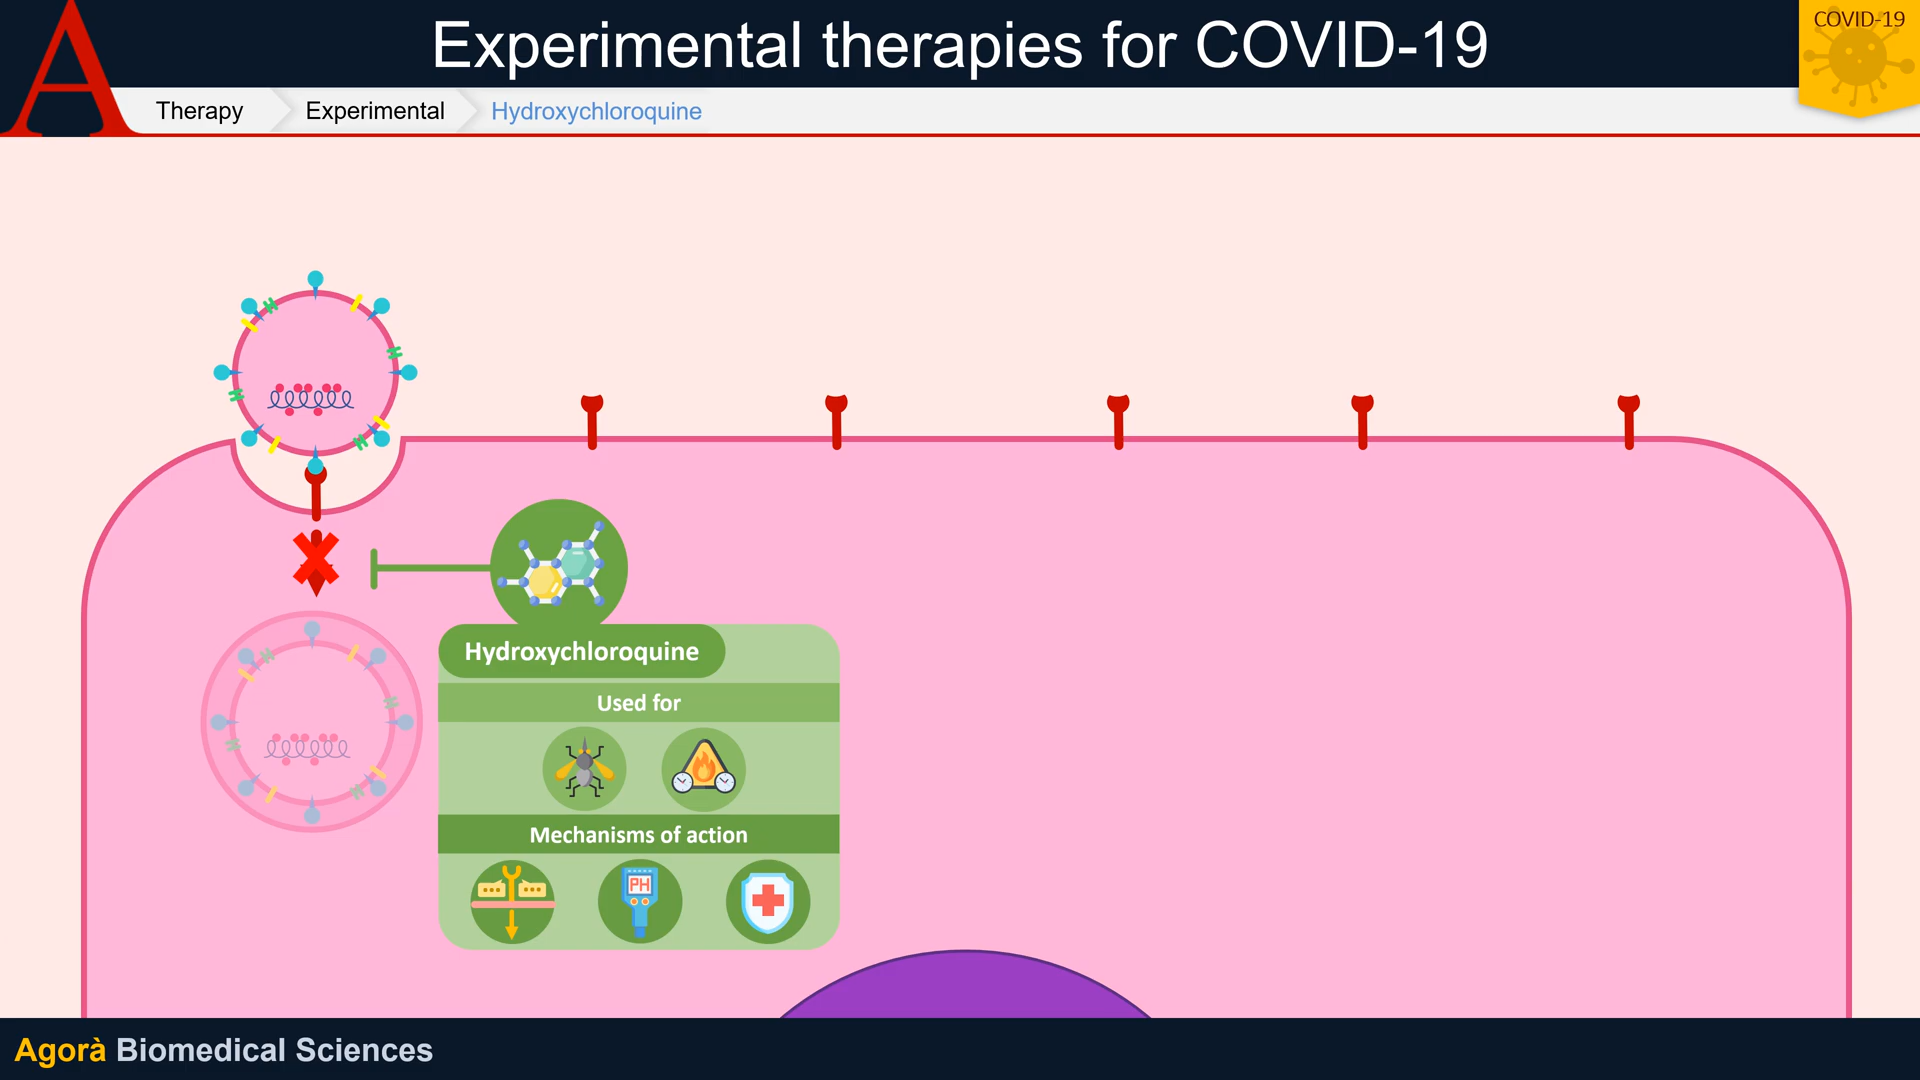 A
Experimental therapies for COVID-19
COVID-19
Therapy
Experimental
Hydroxychloroquine
Hydroxychloroquine
Used for
Mechanisms of action
PH
Agorà Biomedical Sciences